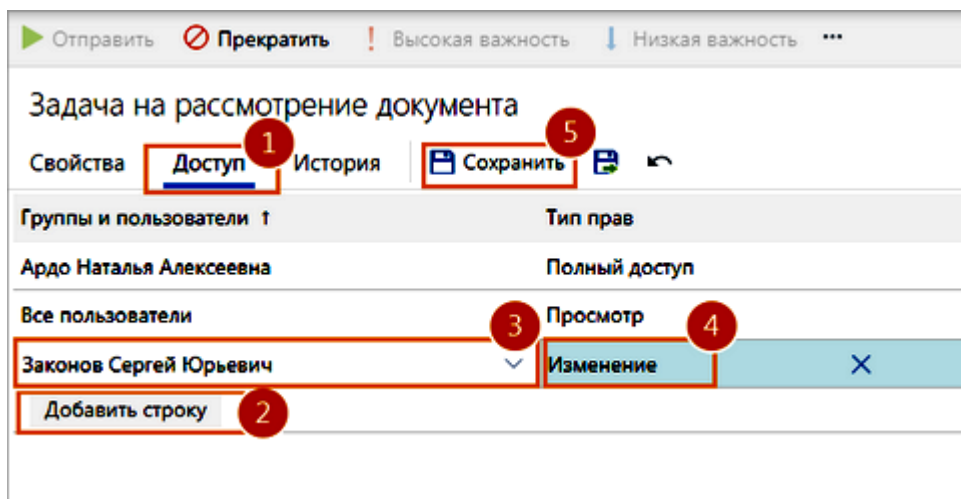 Отправить Прекратить ! Высокая важность Низкая важность ...
Задача на рассмотрение документа
1 5
Свойства Доступ История Сохранить
Группы и пользователи ↑ Тип прав
Ардо Наталья Алексеевна Полный доступ
Все пользователи Просмотр
3 4
Законов Сергей Юрьевич Изменение
Добавить строку 2